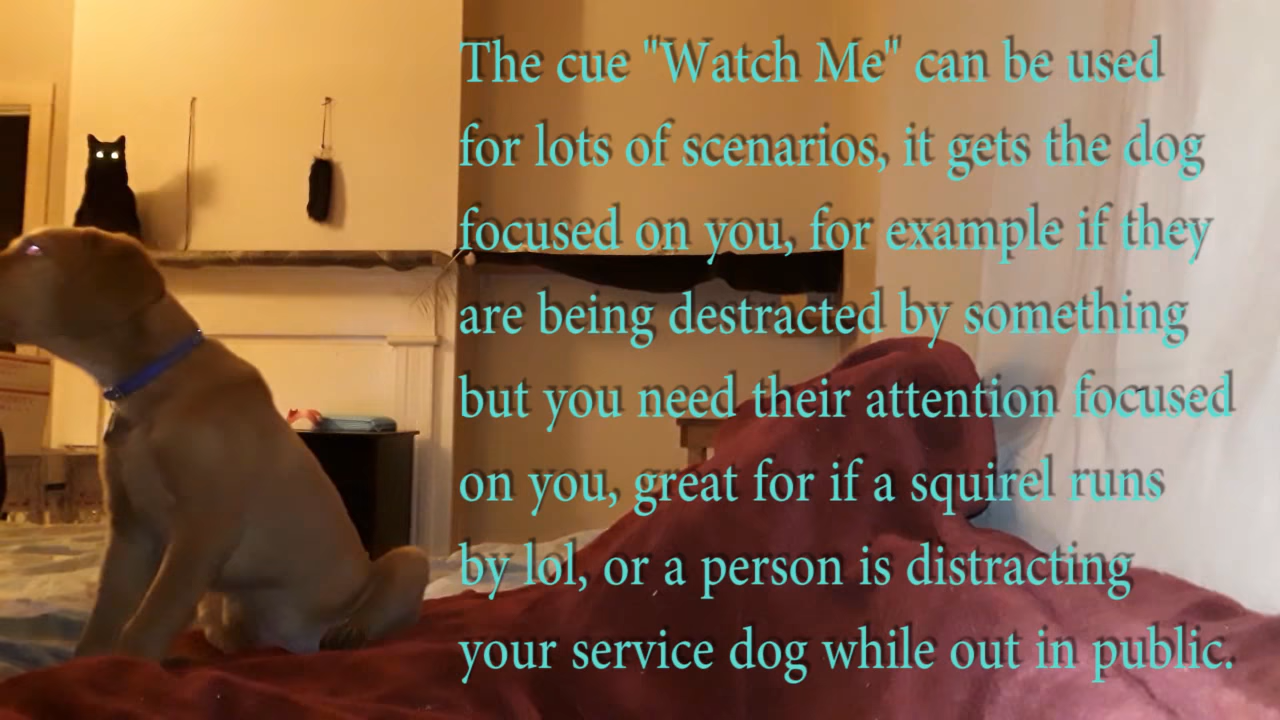 The cue "Watch Me" can be used
for lots of scenarios, it gets the dog
focused on you, for example if they
are being destracted by something
but you need their attention focused
on you, great for if a squirel runs
by lol, or a person is distracting
your service dog while out in public.